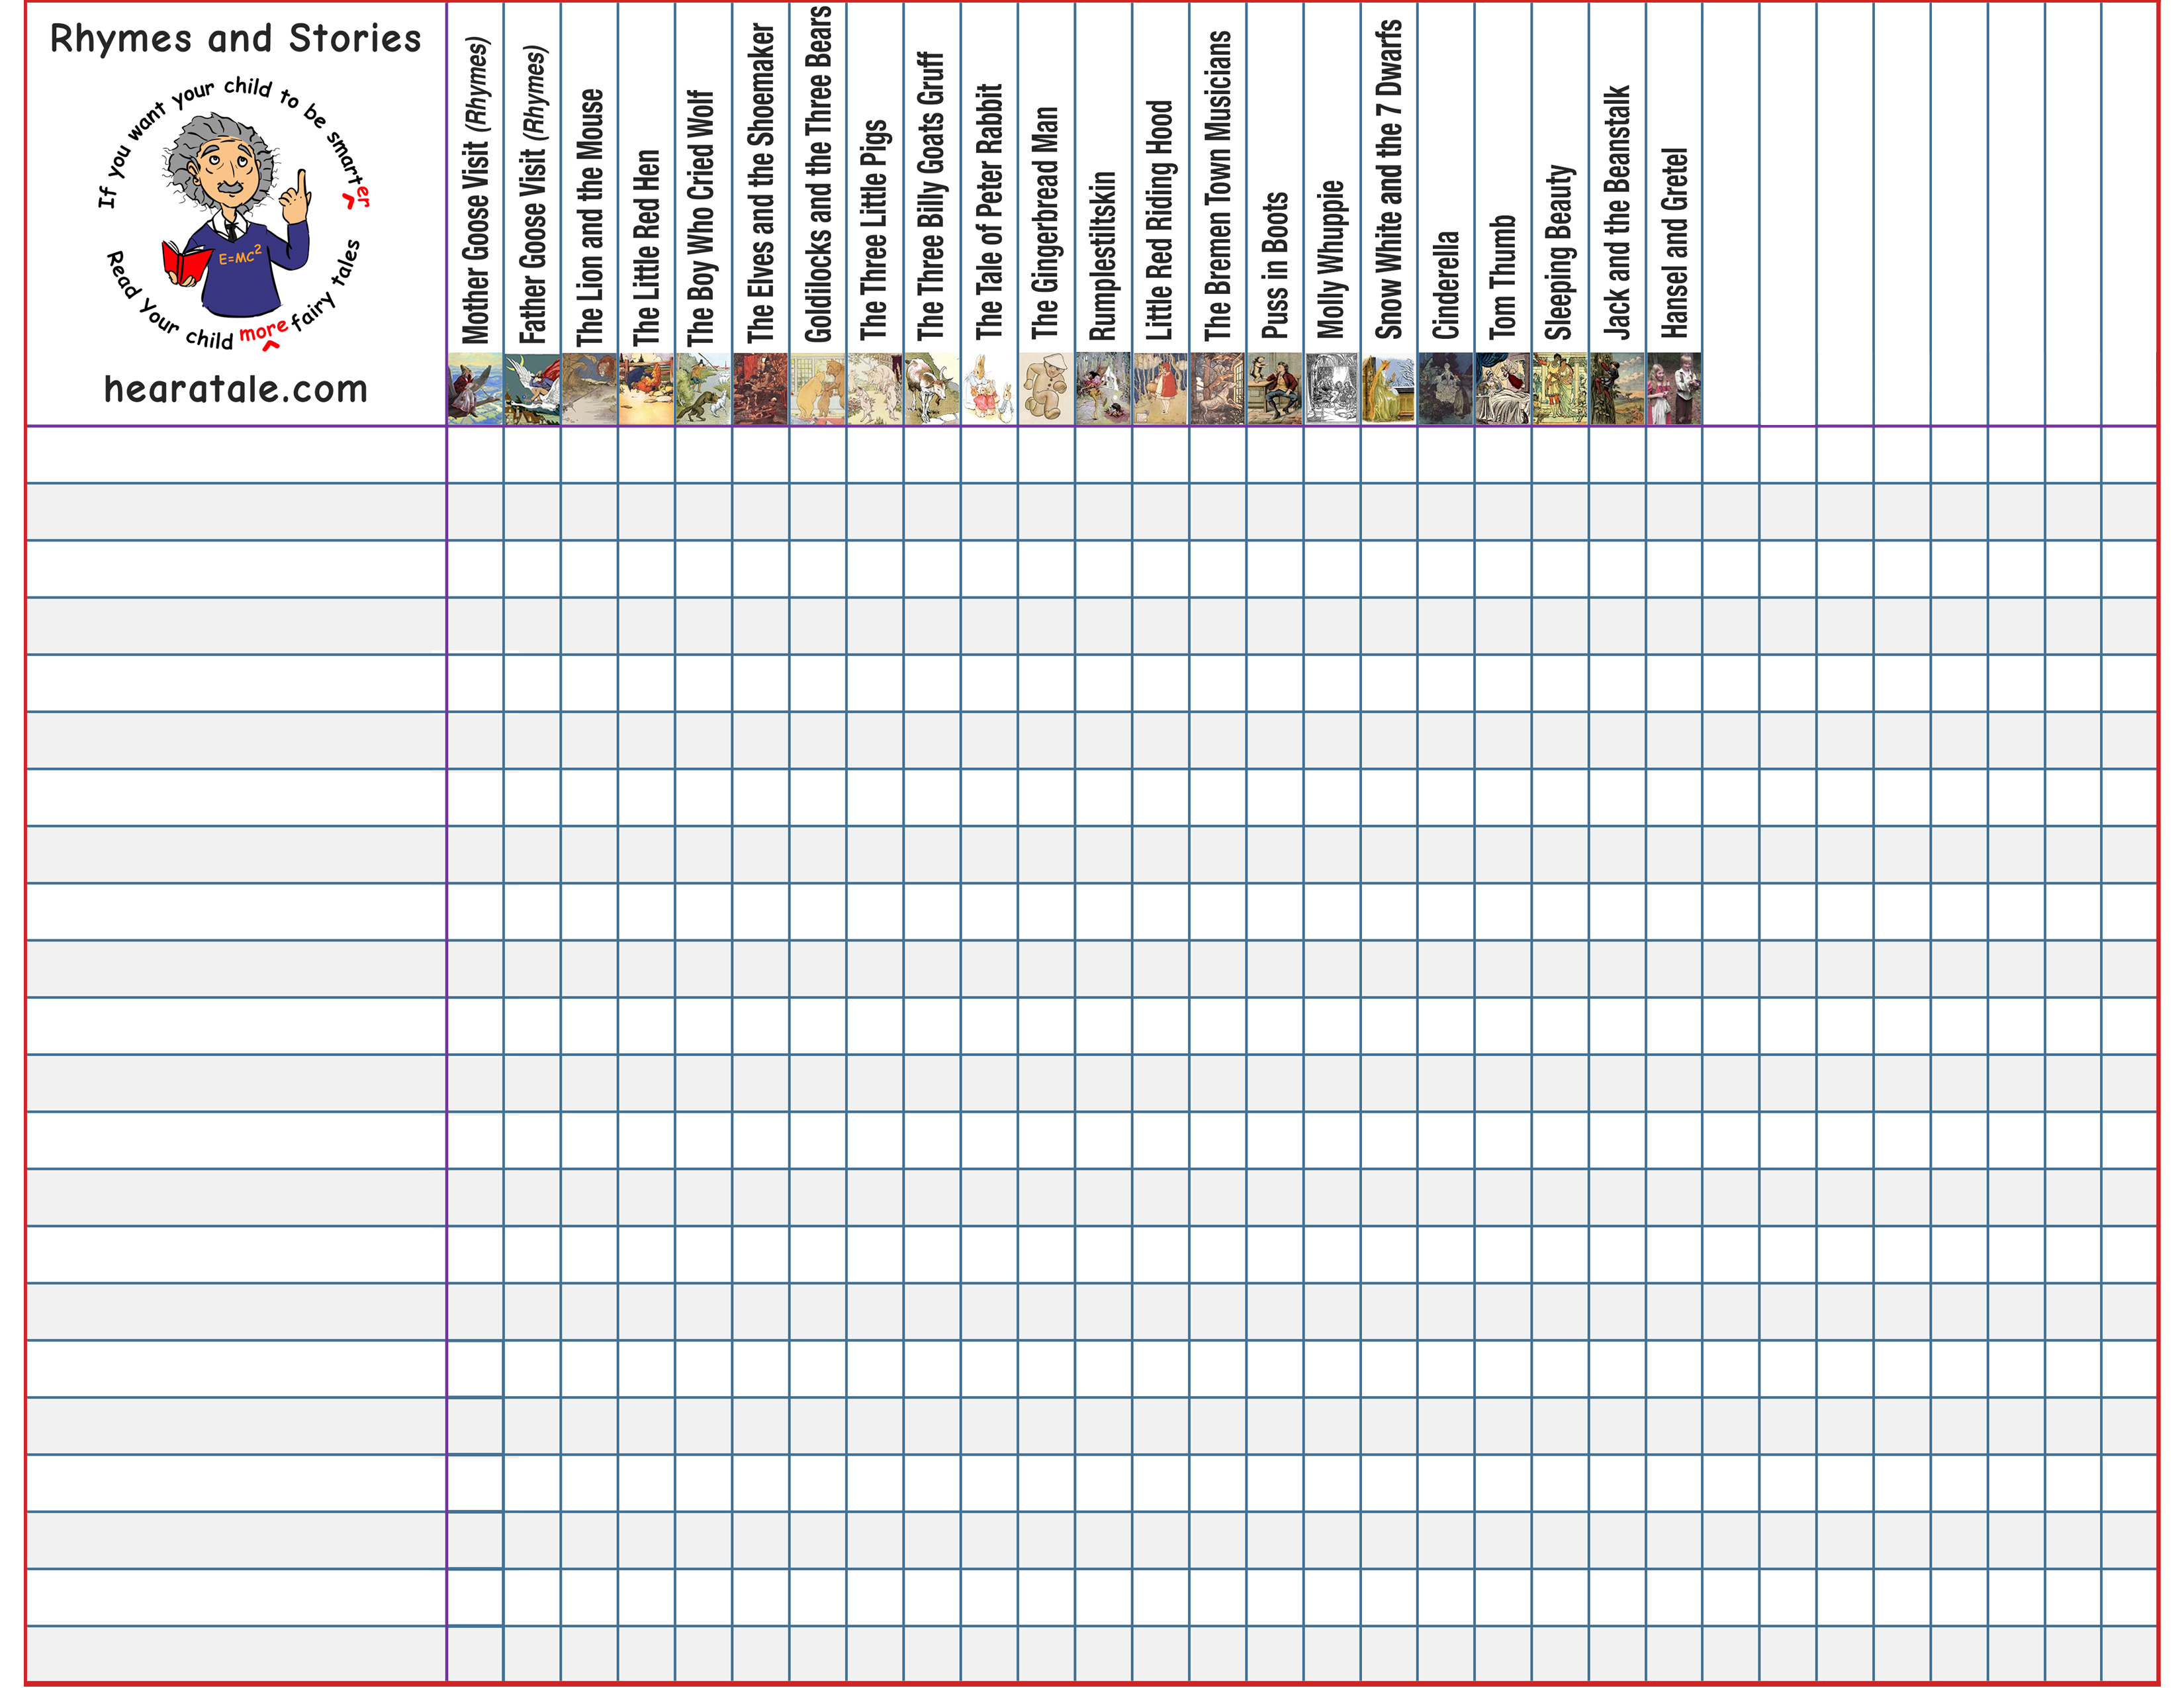 Rhymes and Stories
If you want your child to be smarter
E=MC²
Read your child more fairy tales
hearatale.com
Mother Goose Visit (Rhymes)
Father Goose Visit (Rhymes)
The Lion and the Mouse
The Little Red Hen
The Boy Who Cried Wolf
The Elves and the Shoemaker
Goldilocks and the Three Bears
The Three Little Pigs
The Three Billy Goats Gruff
The Tale of Peter Rabbit
The Gingerbread Man
Rumplestiltskin
Little Red Riding Hood
The Bremen Town Musicians
Puss in Boots
Molly Whuppie
Snow White and the 7 Dwarfs
Cinderella
Tom Thumb
Sleeping Beauty
Jack and the Beanstalk
Hansel and Gretel